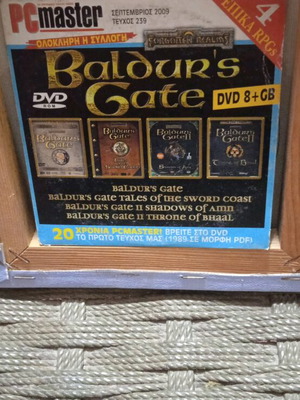 PCmaster
ΣΕΠΤΕΜΒΡΙΟΣ 2009
ΤΕΥΧΟΣ 239
ΟΛΟΚΛΗΡΗ Η ΣΥΛΛΟΓΗ
FORGOTTEN REALMS
4
ΕΠΙΚΑ RPGs
Baldur's
Gate
DVD
ROM
DVD 8+GB
BALDUR'S GATE
BALDUR'S GATE TALES OF THE SWORD COAST
BALDUR'S GATE II SHADOWS OF AMN
BALDUR'S GATE II THRONE OF BHAAL
20 ΧΡΟΝΙΑ PCMASTER! ΒΡΕΙΤΕ ΣΤΟ DVD
ΤΟ ΠΡΩΤΟ ΤΕΥΧΟΣ ΜΑΣ (1989) ΣΕ ΜΟΡΦΗ PDF!